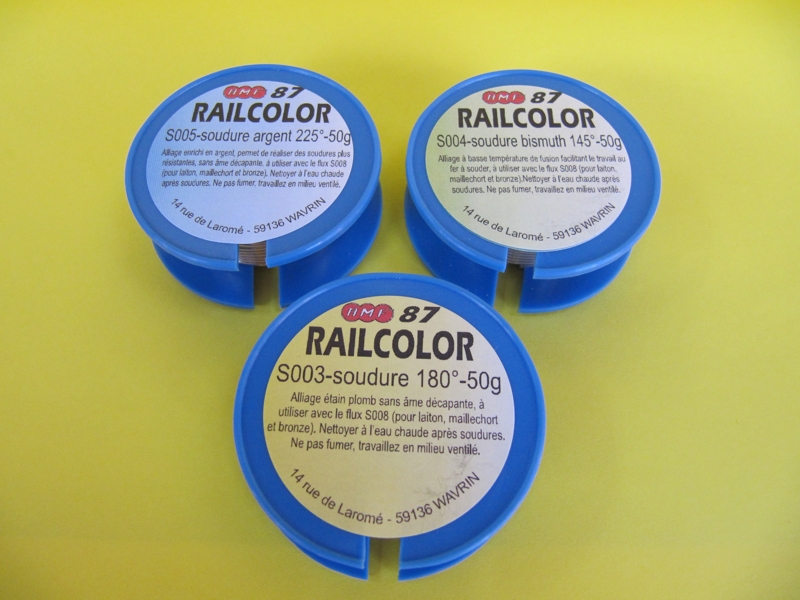 HMF 87
RAILCOLOR
S005-soudure argent 225°-50g
Alliage enrichi en argent, permet de réaliser des soudures plus
résistantes, sans âme décapante, à utiliser avec le flux S008
(pour laiton, maillechort et bronze). Nettoyer à l'eau chaude
après soudures. Ne pas fumer, travaillez en milieu ventilé.
14 rue de Laromé - 59136 WAVRIN
HMF 87
RAILCOLOR
S004-soudure bismuth 145°-50g
Alliage à basse température de fusion facilitant le travail au
fer à souder, à utiliser avec le flux S008 (pour laiton,
maillechort et bronze).Nettoyer à l'eau chaude après
soudures. Ne pas fumer, travaillez en milieu ventilé.
14 rue de Laromé - 59136 WAVRIN
HMF 87
RAILCOLOR
S003-soudure 180°-50g
Alliage étain plomb sans âme décapante, à
utiliser avec le flux S008 (pour laiton, maillechort
et bronze). Nettoyer à l'eau chaude après soudures.
Ne pas fumer, travaillez en milieu ventilé.
14 rue de Laromé - 59136 WAVRIN